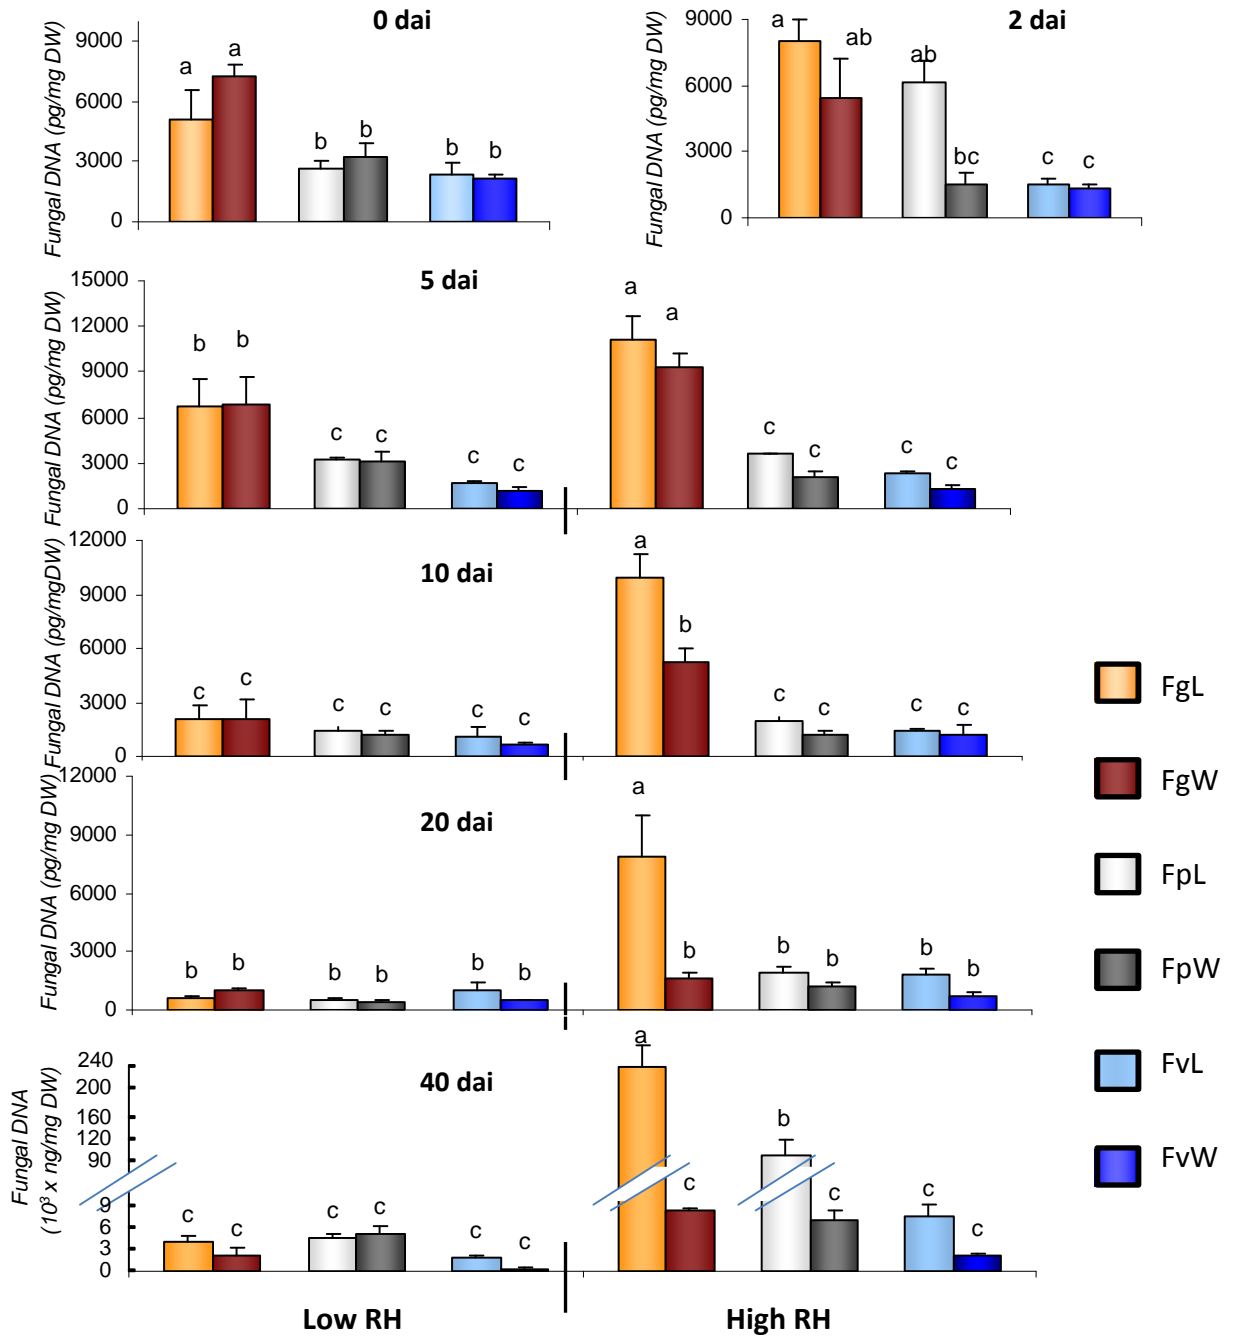 0 dai
Fungal DNA (pg/mg DW)
9000
6000
3000
0
a a b b b b
2 dai
Fungal DNA (pg/mg DW)
9000
6000
3000
0
a ab ab bc c c
5 dai
Fungal DNA (pg/mg DW)
15000
12000
9000
6000
3000
0
b b c c c c
a a c c c c
10 dai
Fungal DNA (pg/mgDW)
12000
9000
6000
3000
0
c c c c c c
a b c c c c
20 dai
Fungal DNA (pg/mg DW)
12000
9000
6000
3000
0
b b b b b b
a b b b b b
40 dai
Fungal DNA
(10³ x ng/mg DW)
240
200
160
120
90
9
6
3
0
c c c c c c
a c b c c c
Low RH
High RH
FgL
FgW
FpL
FpW
FvL
FvW